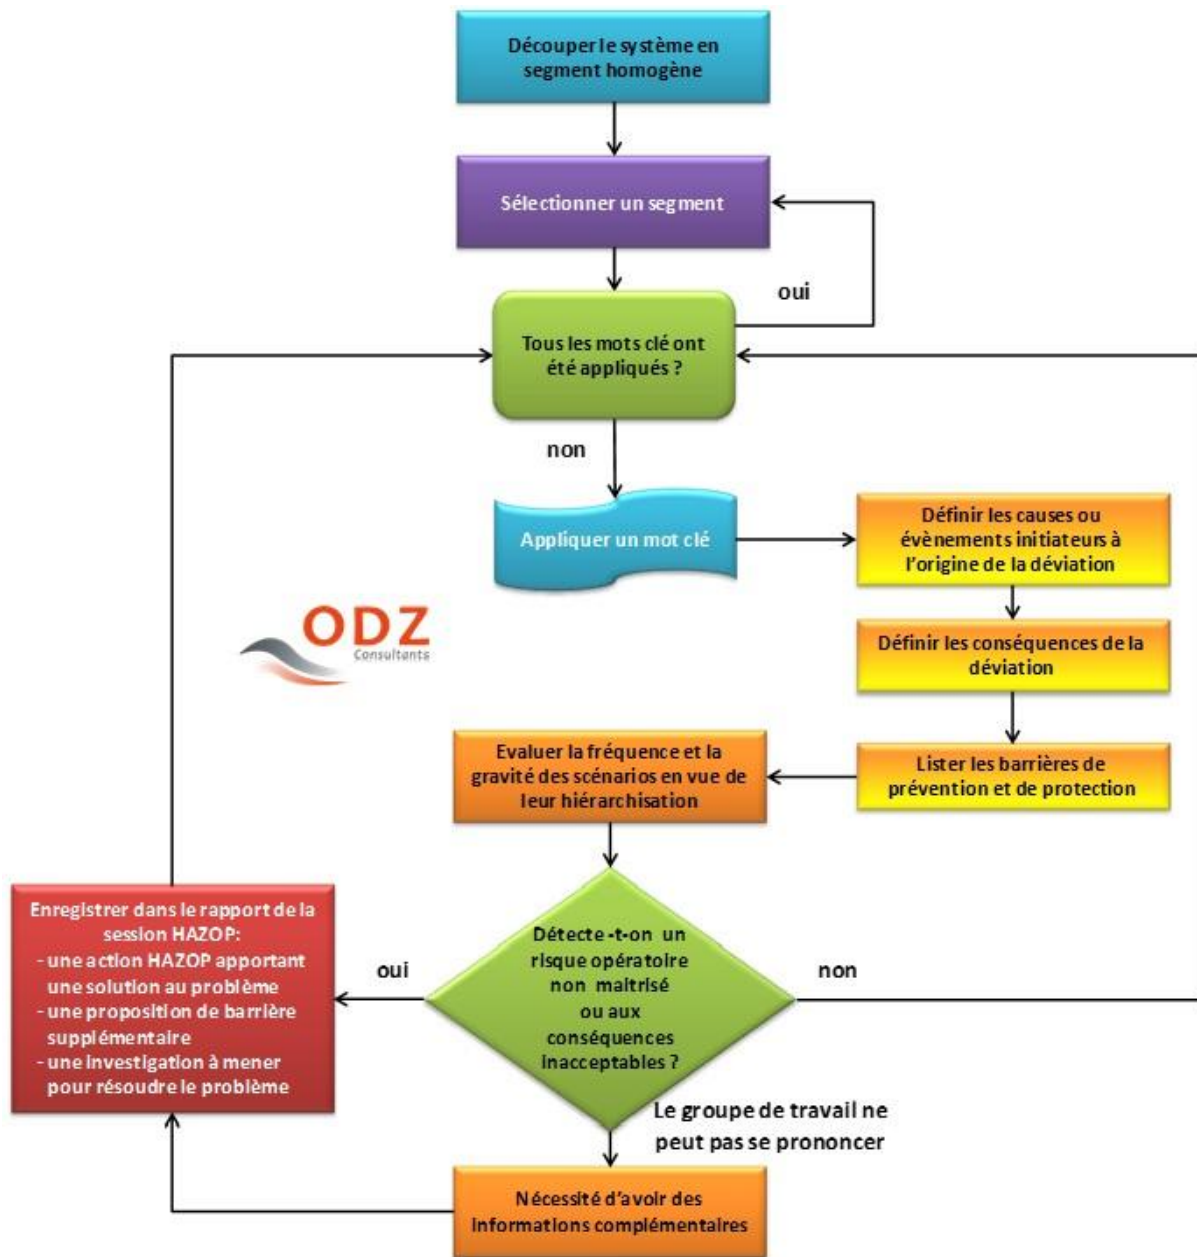 Découper le système en
segment homogène
Sélectionner un segment
oui
Tous les mots clé ont
été appliqués ?
non
Appliquer un mot clé
Définir les causes ou
évènements initiateurs à
l'origine de la déviation
Définir les conséquences de la
déviation
Lister les barrières de
prévention et de protection
Evaluer la fréquence et la
gravité des scénarios en vue de
leur hiérarchisation
ODZ
Consultants
Détecte -t-on un
risque opératoire
non maitrisé
ou aux
conséquences
inacceptables ?
oui
non
Enregistrer dans le rapport de la
session HAZOP:
- une action HAZOP apportant
une solution au problème
- une proposition de barrière
supplémentaire
- une investigation à mener
pour résoudre le problème
Le groupe de travail ne
peut pas se prononcer
Nécessité d'avoir des
informations complémentaires